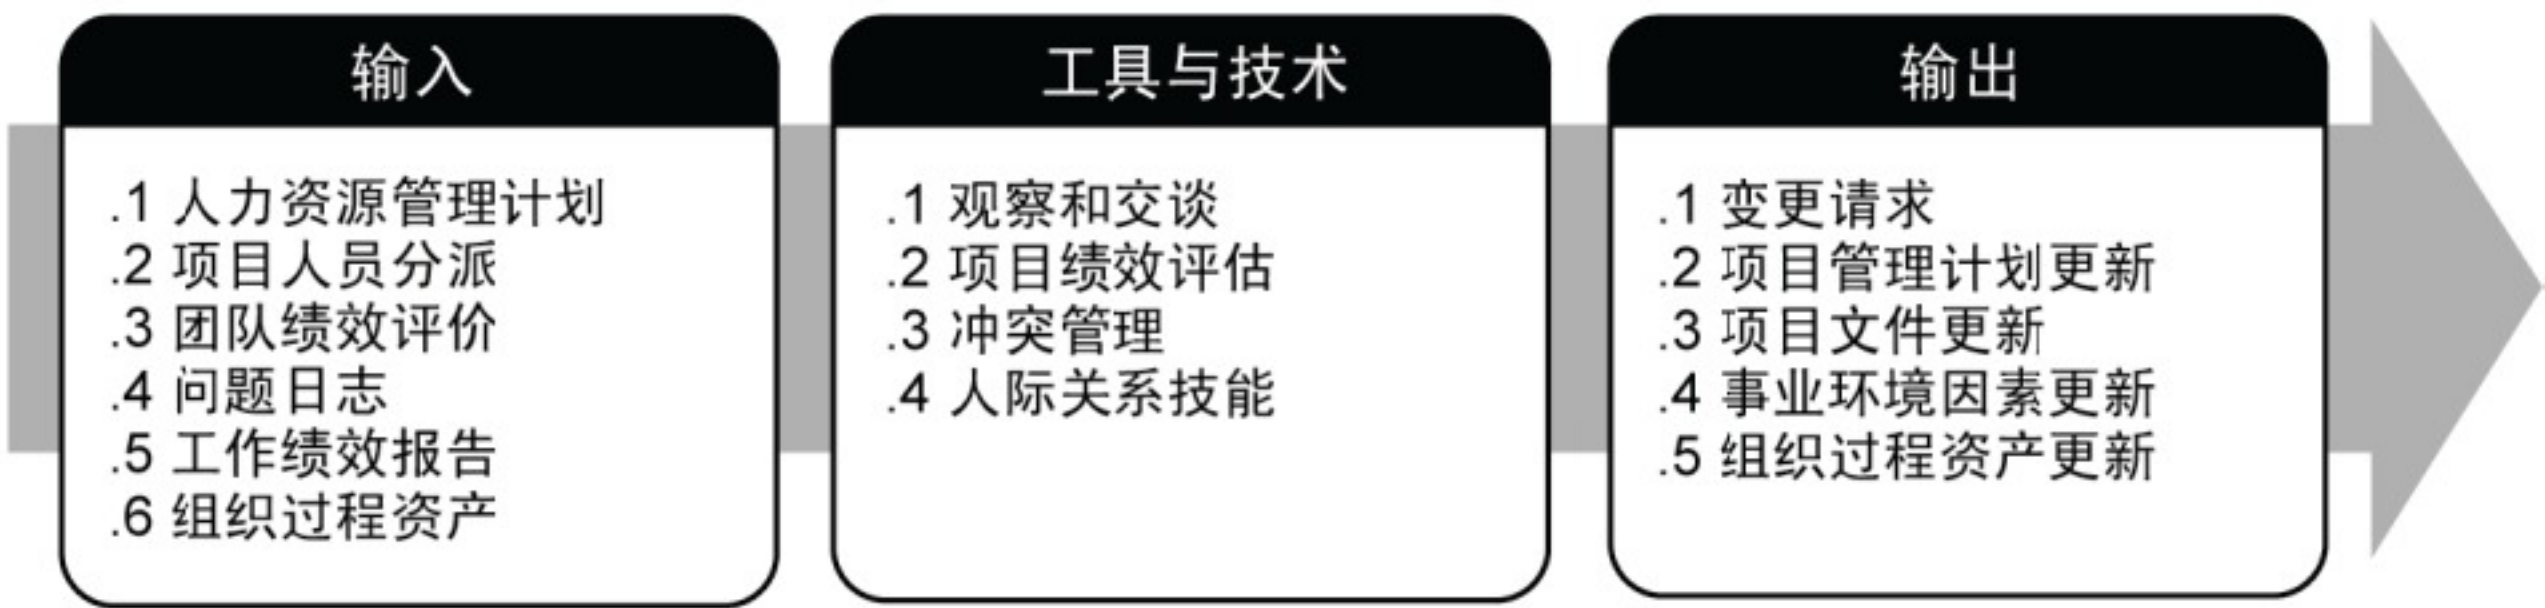 输入
.1 人力资源管理计划
.2 项目人员分派
.3 团队绩效评价
.4 问题日志
.5 工作绩效报告
.6 组织过程资产
工具与技术
.1 观察和交谈
.2 项目绩效评估
.3 冲突管理
.4 人际关系技能
输出
.1 变更请求
.2 项目管理计划更新
.3 项目文件更新
.4 事业环境因素更新
.5 组织过程资产更新